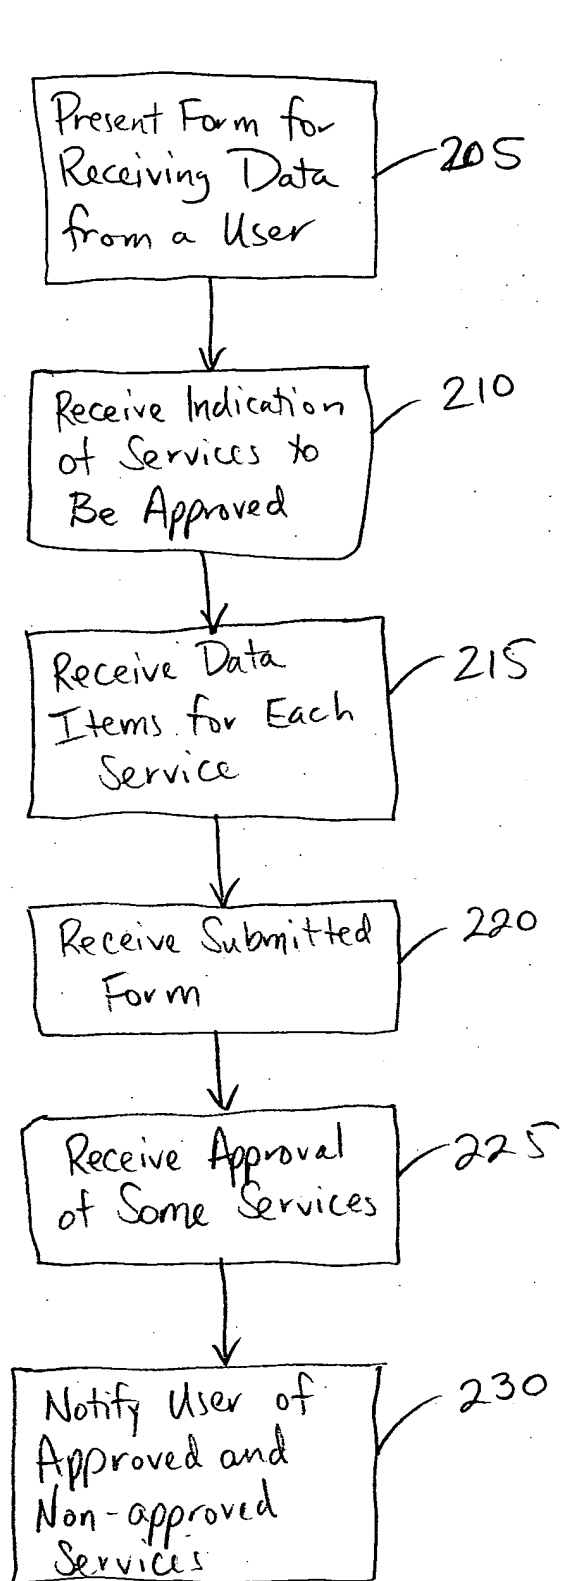 Present Form for
Receiving Data
from a User
205
Receive Indication
of Services to
Be Approved
210
Receive Data
Items for Each
Service
215
Receive Submitted
Form
220
Receive Approval
of Some Services
225
Notify User of
Approved and
Non-approved
Services
230